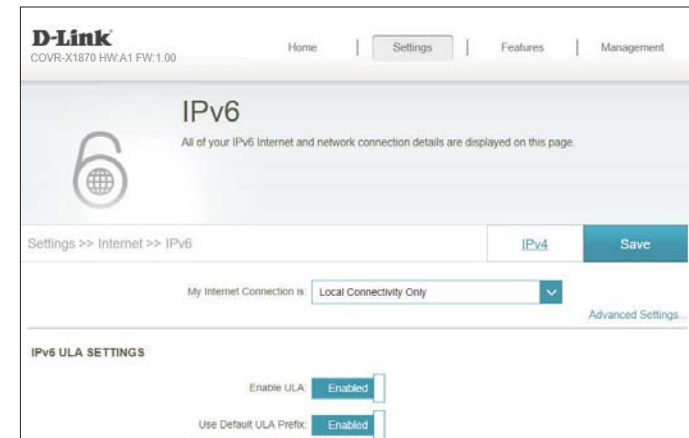 D-Link
COVR-X1870 HW:A1 FW:1.00
Home | Settings | Features | Management
IPv6
All of your IPv6 Internet and network connection details are displayed on this page.
Settings >> Internet >> IPv6
IPv4
Save
My Internet Connection is: Local Connectivity Only
Advanced Settings...
IPv6 ULA SETTINGS
Enable ULA: Enabled
Use Default ULA Prefix: Enabled